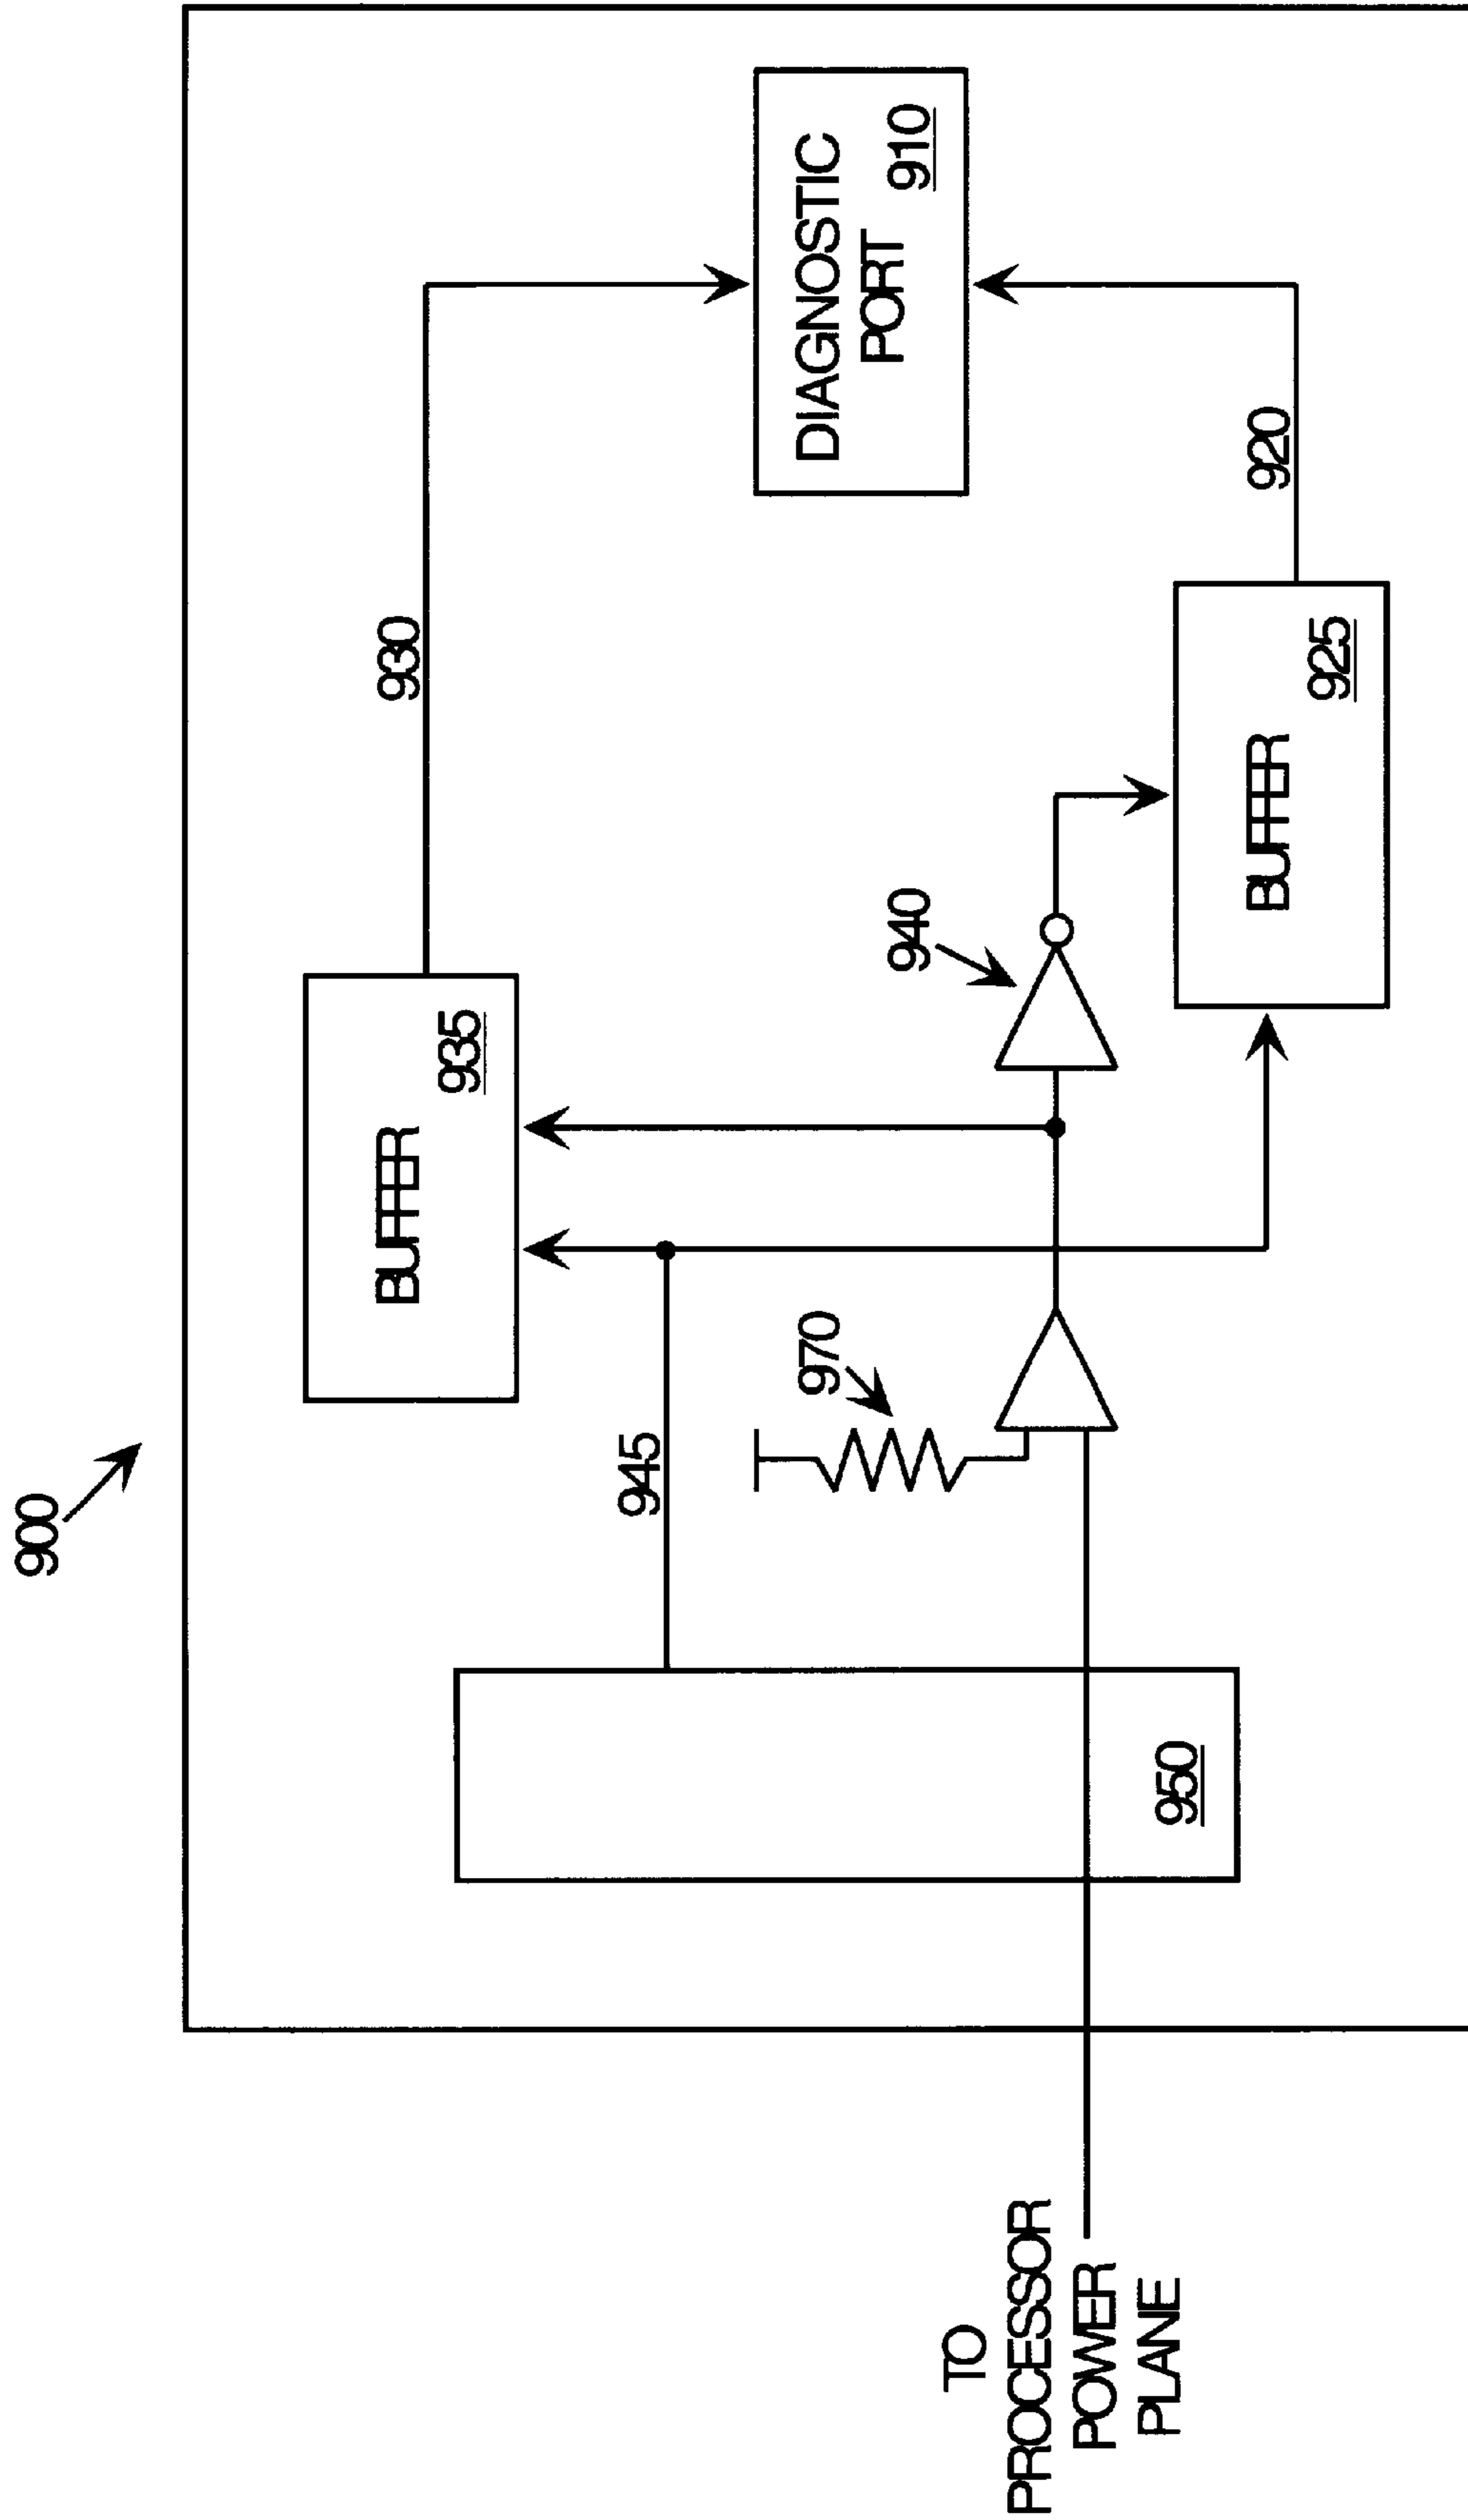 900
930
BUFFER
935
945
970
DIAGNOSTIC
PORT
910
940
950
BUFFER
925
920
TO
PROCESSOR
POWER
PLANE